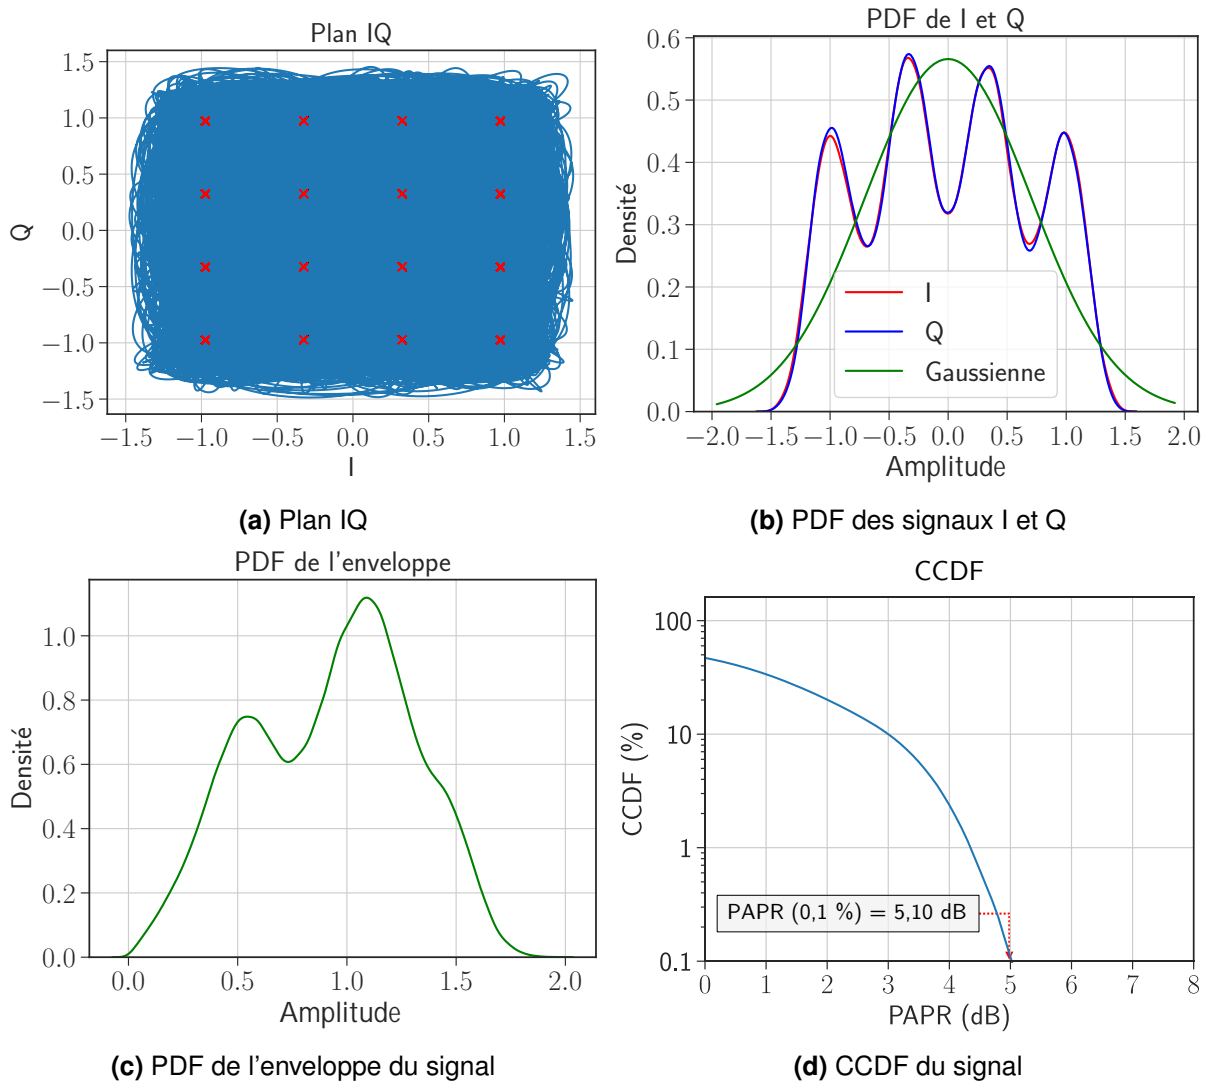 Plan IQ
1.5
1.0
0.5
0.0
−0.5
−1.0
−1.5
Q
−1.5 −1.0 −0.5 0.0 0.5 1.0 1.5
I
(a) Plan IQ
PDF de I et Q
0.6
0.5
0.4
0.3
0.2
0.1
0.0
Densité
I
Q
Gaussienne
−2.0 −1.5 −1.0 −0.5 0.0 0.5 1.0 1.5 2.0
Amplitude
(b) PDF des signaux I et Q
PDF de l'enveloppe
1.0
0.8
0.6
0.4
0.2
0.0
Densité
0.0 0.5 1.0 1.5 2.0
Amplitude
(c) PDF de l'enveloppe du signal
CCDF
100
10
1
0.1
CCDF (%)
PAPR (0,1 %) = 5,10 dB
0 1 2 3 4 5 6 7 8
PAPR (dB)
(d) CCDF du signal